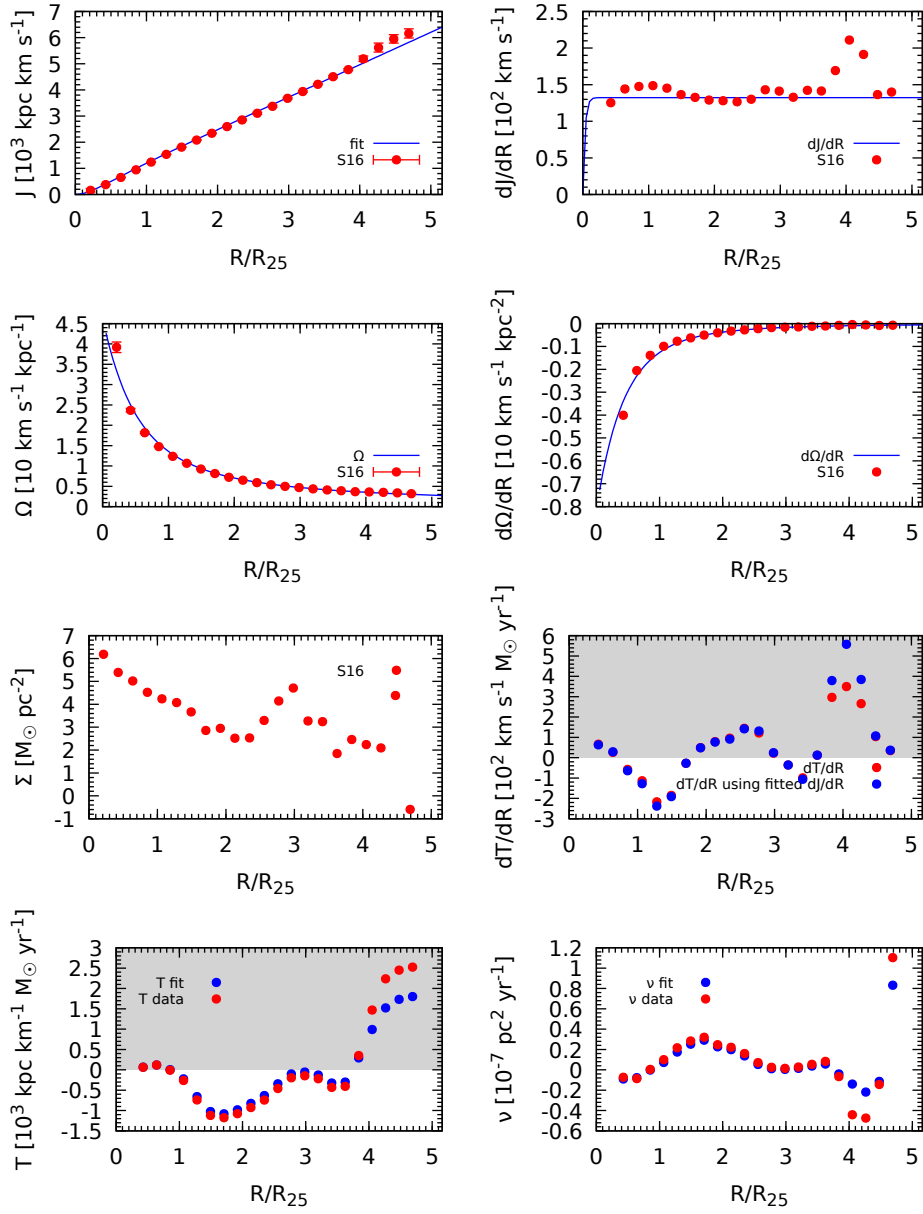 J [10³ kpc km s⁻¹]
7
6
5
4
3
2
1
0
fit
S16
0 1 2 3 4 5
R/R₂₅
dJ/dR [10² km s⁻¹]
2.5
2
1.5
1
0.5
0
dJ/dR
S16
0 1 2 3 4 5
R/R₂₅
Ω [10 km s⁻¹ kpc⁻¹]
4.5
3.5
2.5
1.5
0.5
0
Ω
S16
0 1 2 3 4 5
R/R₂₅
dΩ/dR [10 km s⁻¹ kpc⁻²]
0
-0.1
-0.2
-0.3
-0.4
-0.5
-0.6
-0.7
-0.8
dΩ/dR
S16
0 1 2 3 4 5
R/R₂₅
Σ [M☉ pc⁻²]
7
6
5
4
3
2
1
0
-1
S16
0 1 2 3 4 5
R/R₂₅
dT/dR [10² km s⁻¹ M☉ yr⁻¹]
6
5
4
3
2
1
0
-1
-2
-3
dT/dR
dT/dR using fitted dJ/dR
0 1 2 3 4 5
R/R₂₅
T [10³ kpc km⁻¹ M☉ yr⁻¹]
3
2.5
1.5
0.5
0
-0.5
-1
-1.5
T fit
T data
0 1 2 3 4 5
R/R₂₅
ν [10⁻⁷ pc² yr⁻¹]
1.2
1
0.8
0.6
0.4
0.2
0
-0.2
-0.4
-0.6
ν fit
ν data
0 1 2 3 4 5
R/R₂₅